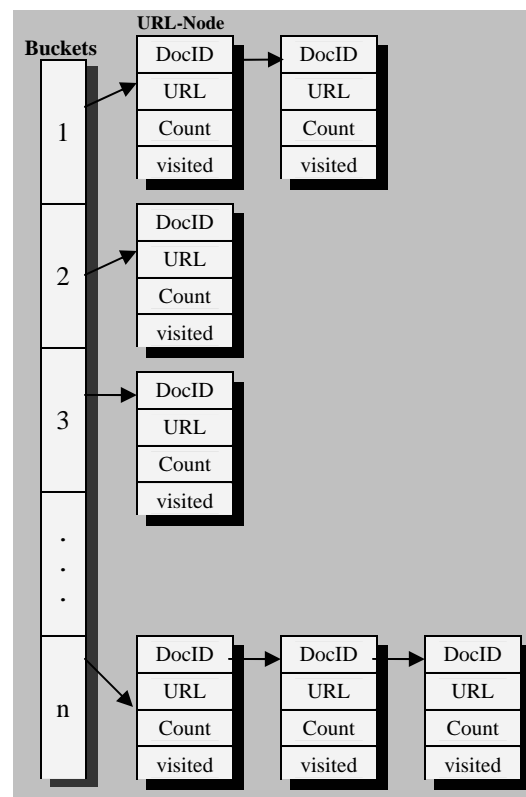 URL-Node
Buckets
DocID
URL
Count
visited
DocID
URL
Count
visited
1
DocID
URL
Count
visited
2
DocID
URL
Count
visited
3
.
.
.
DocID
URL
Count
visited
DocID
URL
Count
visited
DocID
URL
Count
visited
n